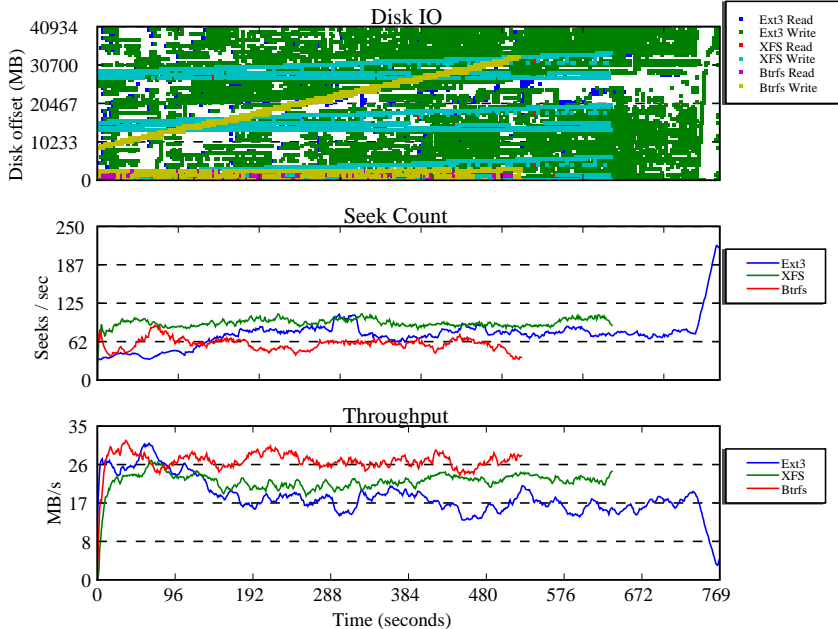 Disk IO
Disk offset (MB)
40934
30700
20467
10233
0
Ext3 Read
Ext3 Write
XFS Read
XFS Write
Btrfs Read
Btrfs Write
Seek Count
Seeks / sec
250
187
125
62
0
Ext3
XFS
Btrfs
Throughput
MB/s
35
26
17
8
0
Ext3
XFS
Btrfs
0 96 192 288 384 480 576 672 769
Time (seconds)